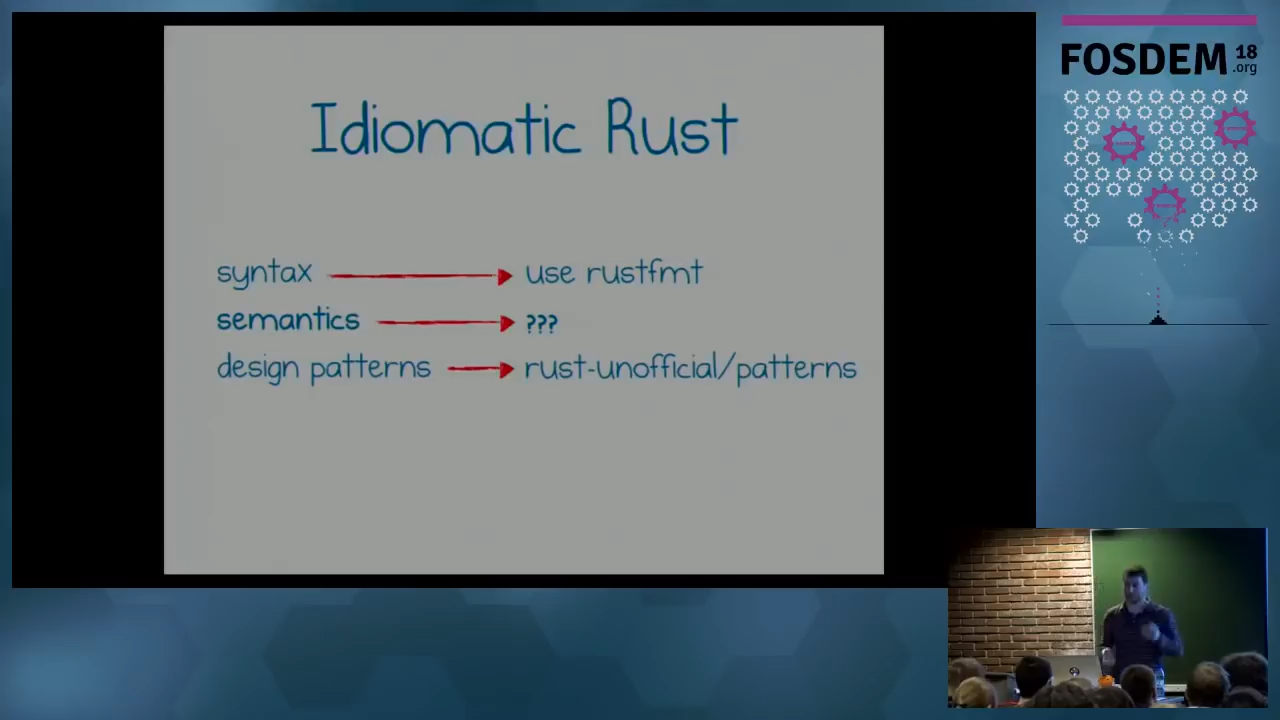 Idiomatic Rust
syntax → use rustfmt
semantics → ???
design patterns → rust-unofficial/patterns
FOSDEM 18
.org